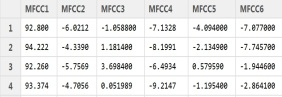 MFCC1 MFCC2 MFCC3 MFCC4 MFCC5 MFCC6
1 92.800 -6.0212 -1.058800 -7.1328 -4.094000 -7.077000
2 94.222 -4.3390 1.181400 -8.1991 -2.134900 -7.745700
3 92.260 -5.7569 3.698400 -6.4934 0.579590 -1.944600
4 93.374 -4.7056 0.051989 -9.2147 -1.195400 -2.864100